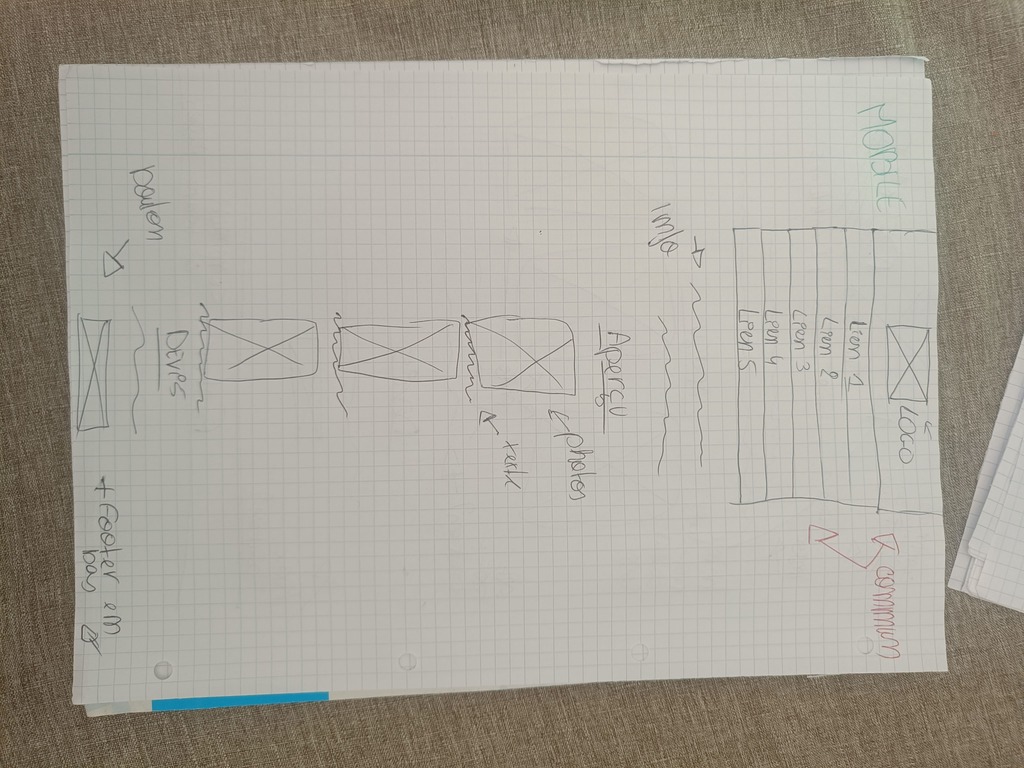 MOBILE
LOGO
commun
Lien 1
Lien 2
Lien 3
Lien 4
Lien 5
info
Aperçu
photos
texte
Devis
bouton
+ Footer en
bas